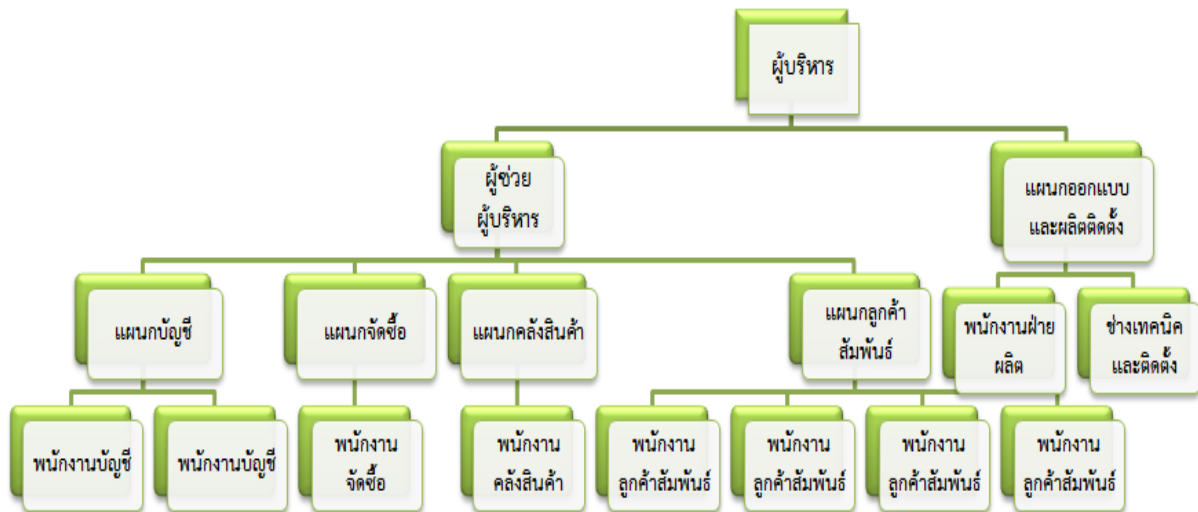 ผู้บริหาร
ผู้ช่วย
ผู้บริหาร
แผนกออกแบบ
และผลิตติดตั้ง
แผนกบัญชี
แผนกจัดซื้อ
แผนกคลังสินค้า
แผนกลูกค้า
สัมพันธ์
พนักงานฝ่าย
ผลิต
ช่างเทคนิค
และติดตั้ง
พนักงานบัญชี
พนักงานบัญชี
พนักงาน
จัดซื้อ
พนักงาน
คลังสินค้า
พนักงาน
ลูกค้าสัมพันธ์
พนักงาน
ลูกค้าสัมพันธ์
พนักงาน
ลูกค้าสัมพันธ์
พนักงาน
ลูกค้าสัมพันธ์